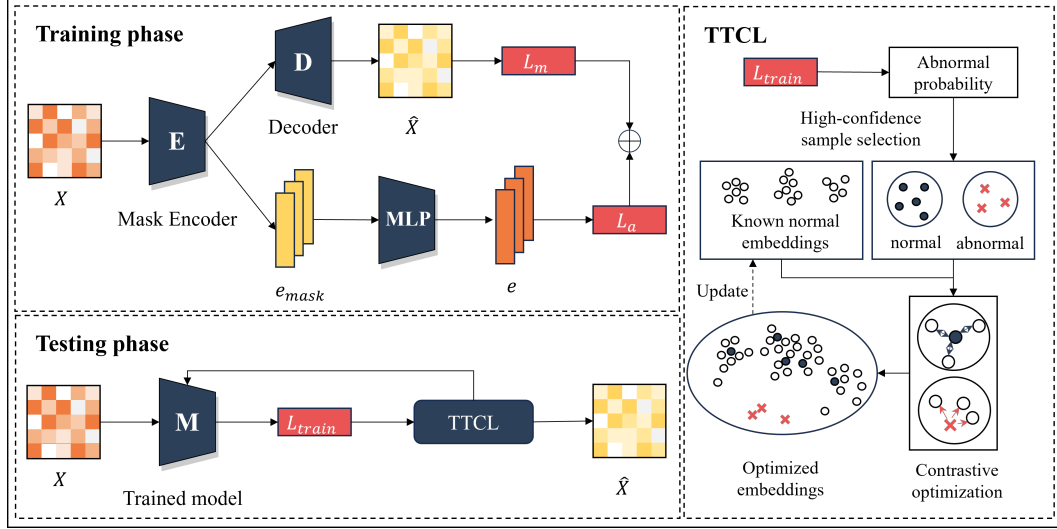 Training phase
X
E
Mask Encoder
D
Decoder
X̂
L_m
e_mask
MLP
e
L_a
Testing phase
X
M
Trained model
L_train
TTCL
X̂
TTCL
L_train
Abnormal
probability
High-confidence
sample selection
Known normal
embeddings
normal
abnormal
Update
Optimized
embeddings
Contrastive
optimization